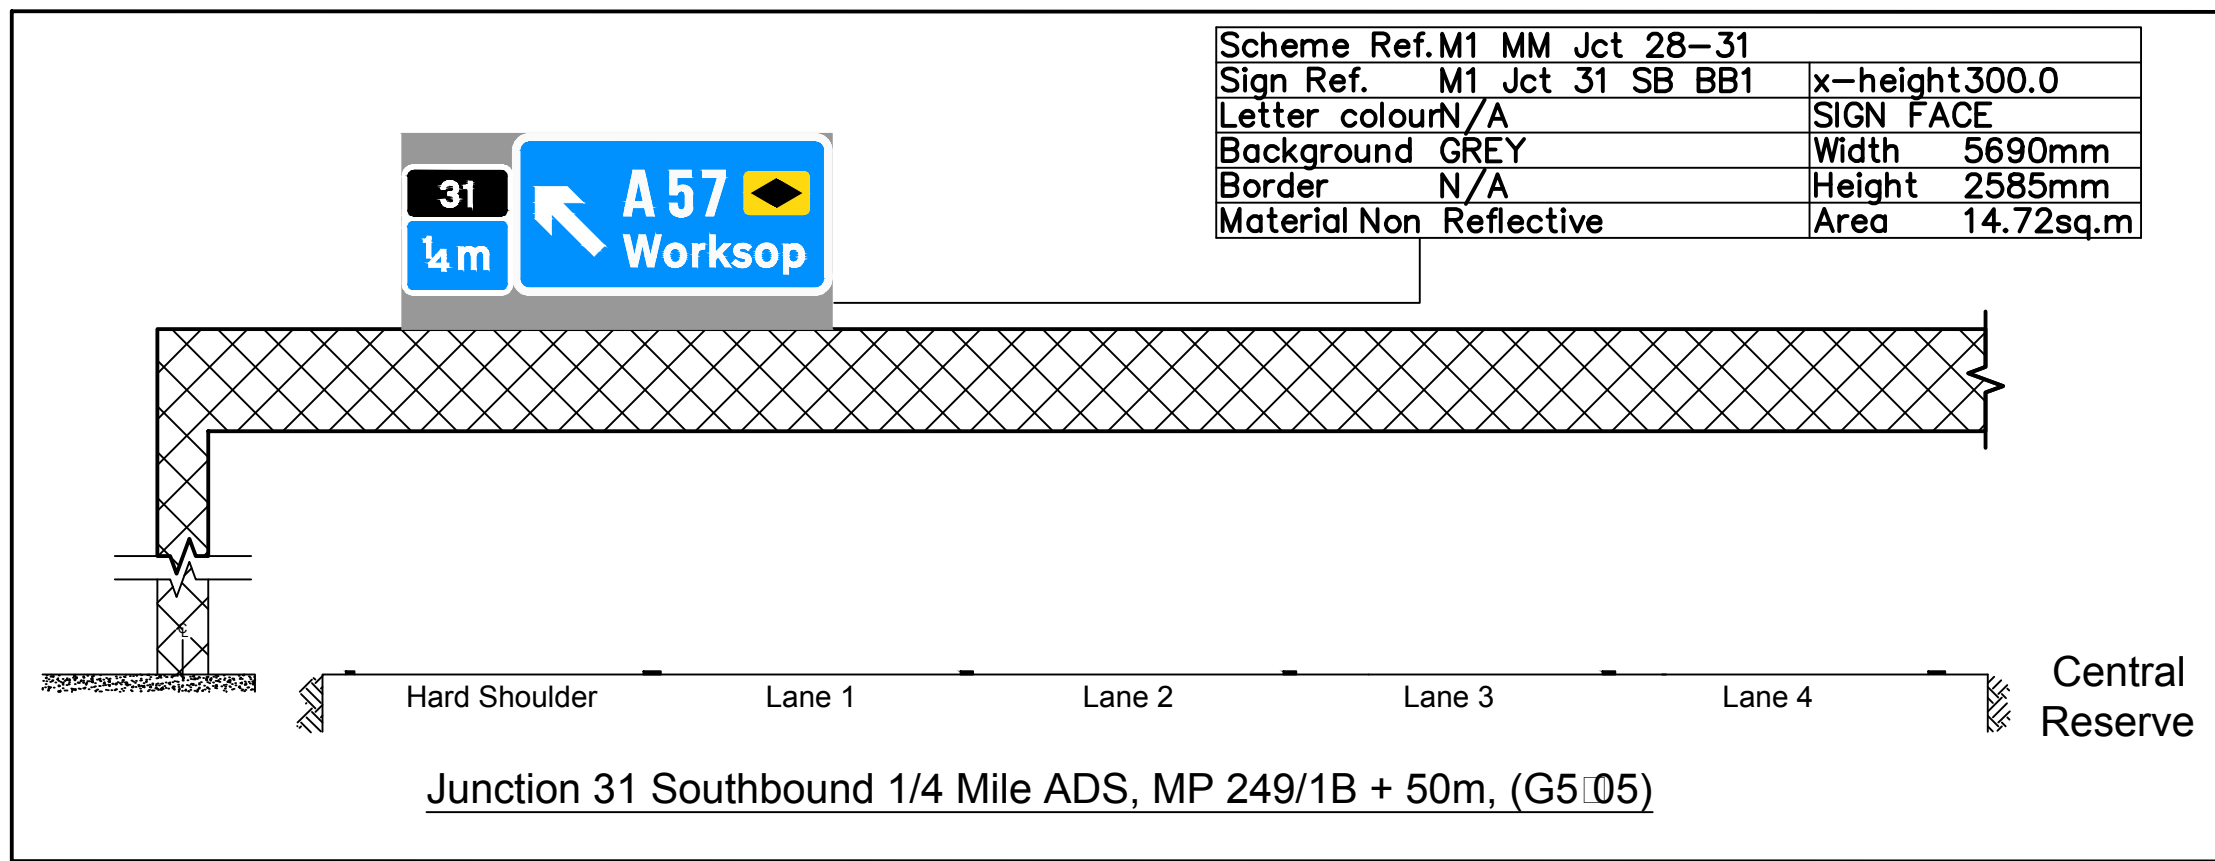 Scheme Ref. M1 MM Jct 28-31
Sign Ref. M1 Jct 31 SB BB1 x-height 300.0
Letter colour N/A SIGN FACE
Background GREY Width 5690mm
Border N/A Height 2585mm
Material Non Reflective Area 14.72sq.m
31
A 57
1/4 m
Worksop
℄
Hard Shoulder Lane 1 Lane 2 Lane 3 Lane 4
Central
Reserve
Junction 31 Southbound 1/4 Mile ADS, MP 249/1B + 50m, (G5□05)